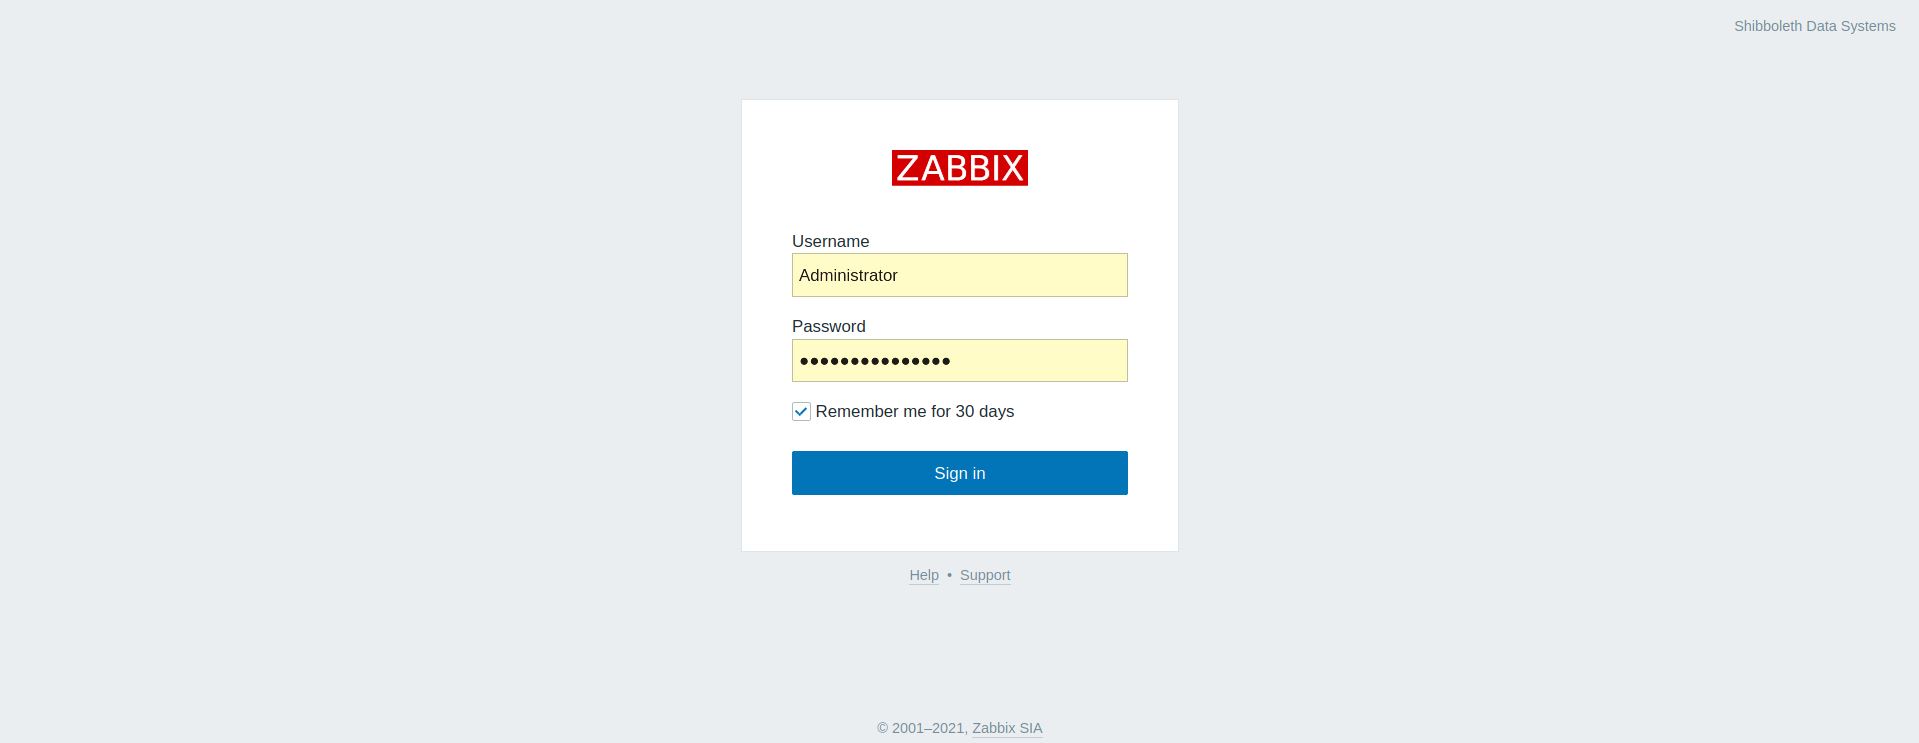 Shibboleth Data Systems
ZABBIX
Username
Administrator
Password
●●●●●●●●●●●●●●●
Remember me for 30 days
Sign in
Help • Support
© 2001–2021, Zabbix SIA